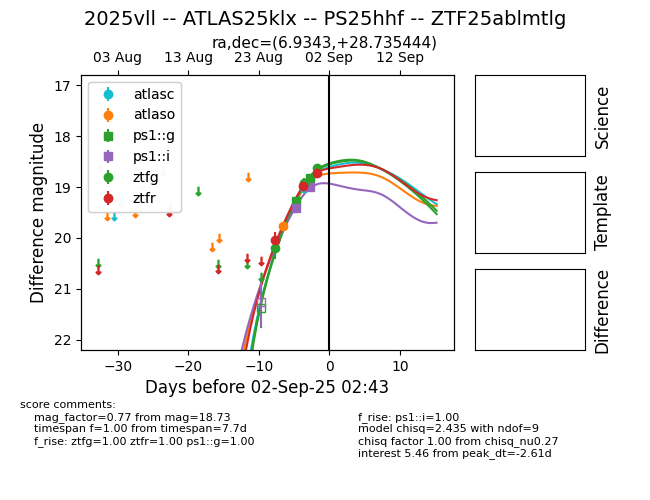 2025vll -- ATLAS25klx -- PS25hhf -- ZTF25ablmtlg
ra,dec=(6.9343,+28.735444)
03 Aug 13 Aug 23 Aug 02 Sep 12 Sep
17
18
19
20
21
22
Difference magnitude
atlasc
atlaso
ps1::g
ps1::i
ztfg
ztfr
−30 −20 −10 0 10
Days before 02-Sep-25 02:43
Science
Template
Difference
score comments:
mag_factor=0.77 from mag=18.73
timespan f=1.00 from timespan=7.7d
f_rise: ztfg=1.00 ztfr=1.00 ps1::g=1.00
f_rise: ps1::i=1.00
model chisq=2.435 with ndof=9
chisq factor 1.00 from chisq_nu0.27
interest 5.46 from peak_dt=-2.61d